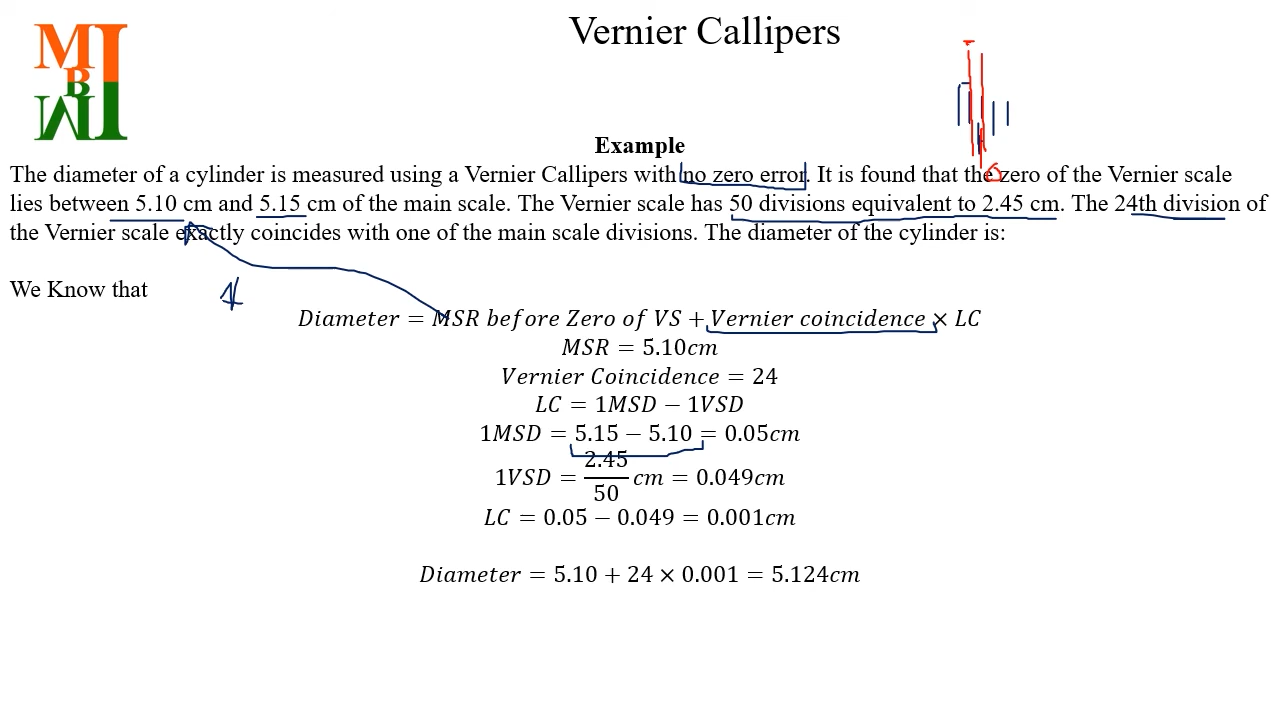 Vernier Callipers
MI
B
Example
The diameter of a cylinder is measured using a Vernier Callipers with no zero error. It is found that the zero of the Vernier scale
lies between 5.10 cm and 5.15 cm of the main scale. The Vernier scale has 50 divisions equivalent to 2.45 cm. The 24th division of
the Vernier scale exactly coincides with one of the main scale divisions. The diameter of the cylinder is:
We Know that
Diameter = MSR before Zero of VS + Vernier coincidence × LC
MSR = 5.10cm
Vernier Coincidence = 24
LC = 1MSD − 1VSD
1MSD = 5.15 − 5.10 = 0.05cm
1VSD = 2.45/50 cm = 0.049cm
LC = 0.05 − 0.049 = 0.001cm
Diameter = 5.10 + 24 × 0.001 = 5.124cm